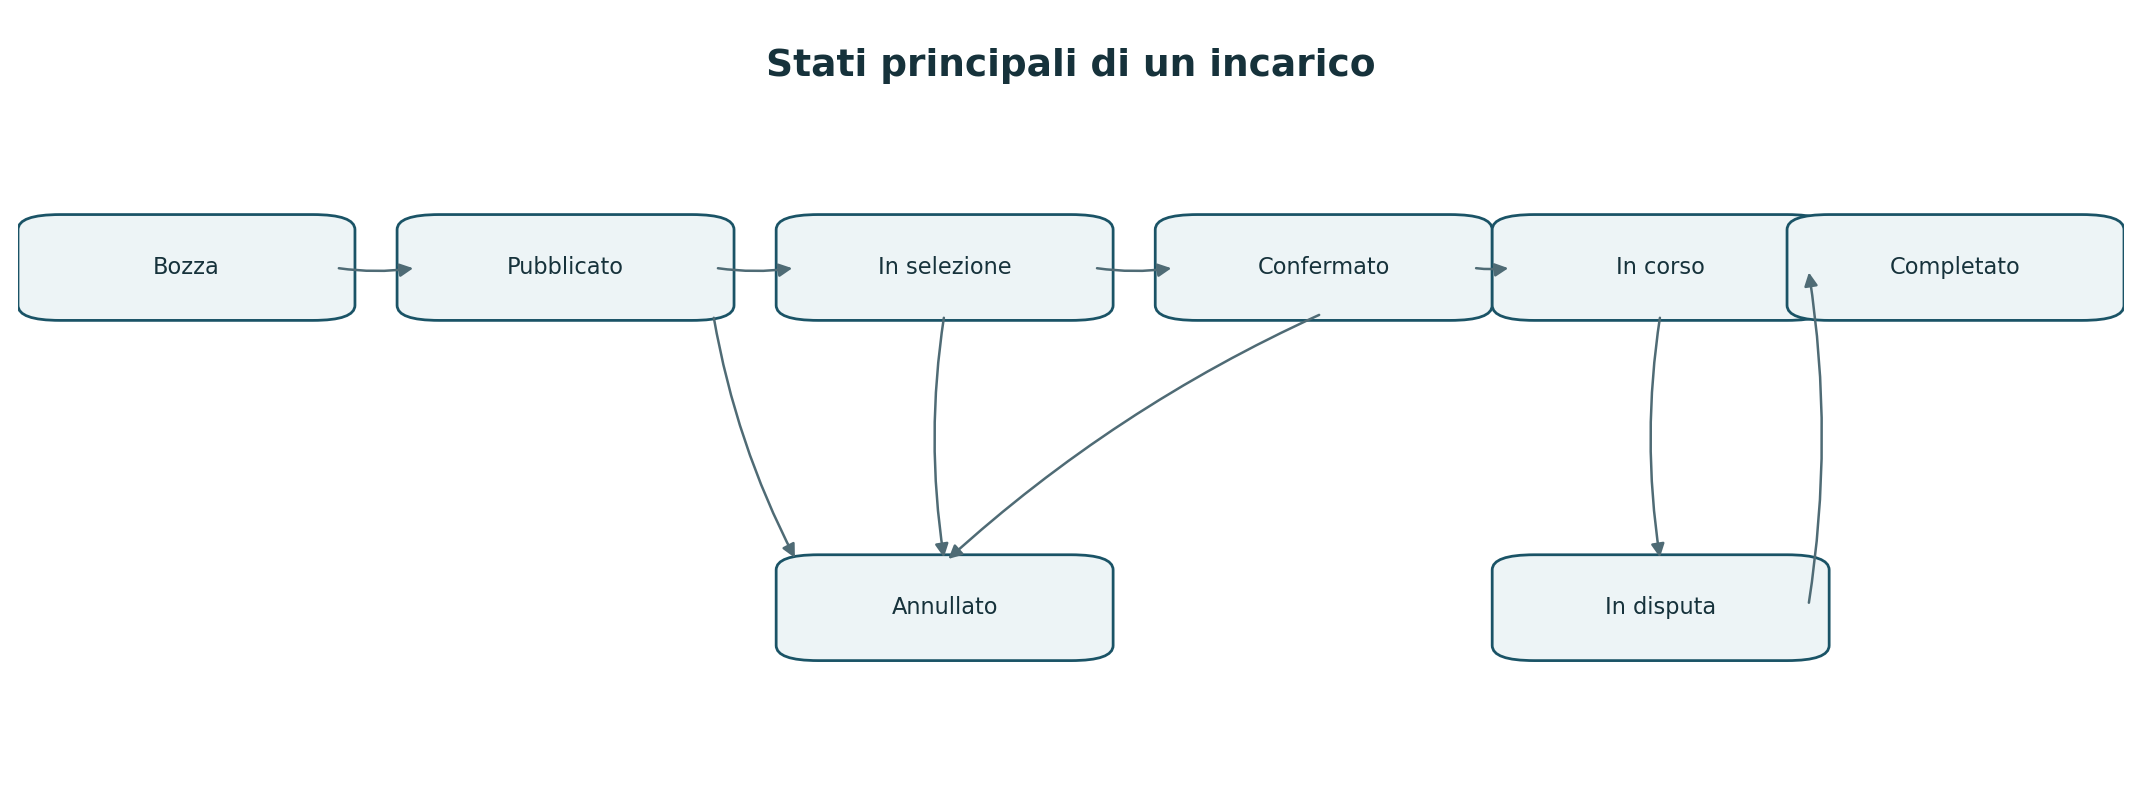 Stati principali di un incarico
Bozza
Pubblicato
In selezione
Confermato
In corso
Completato
Annullato
In disputa